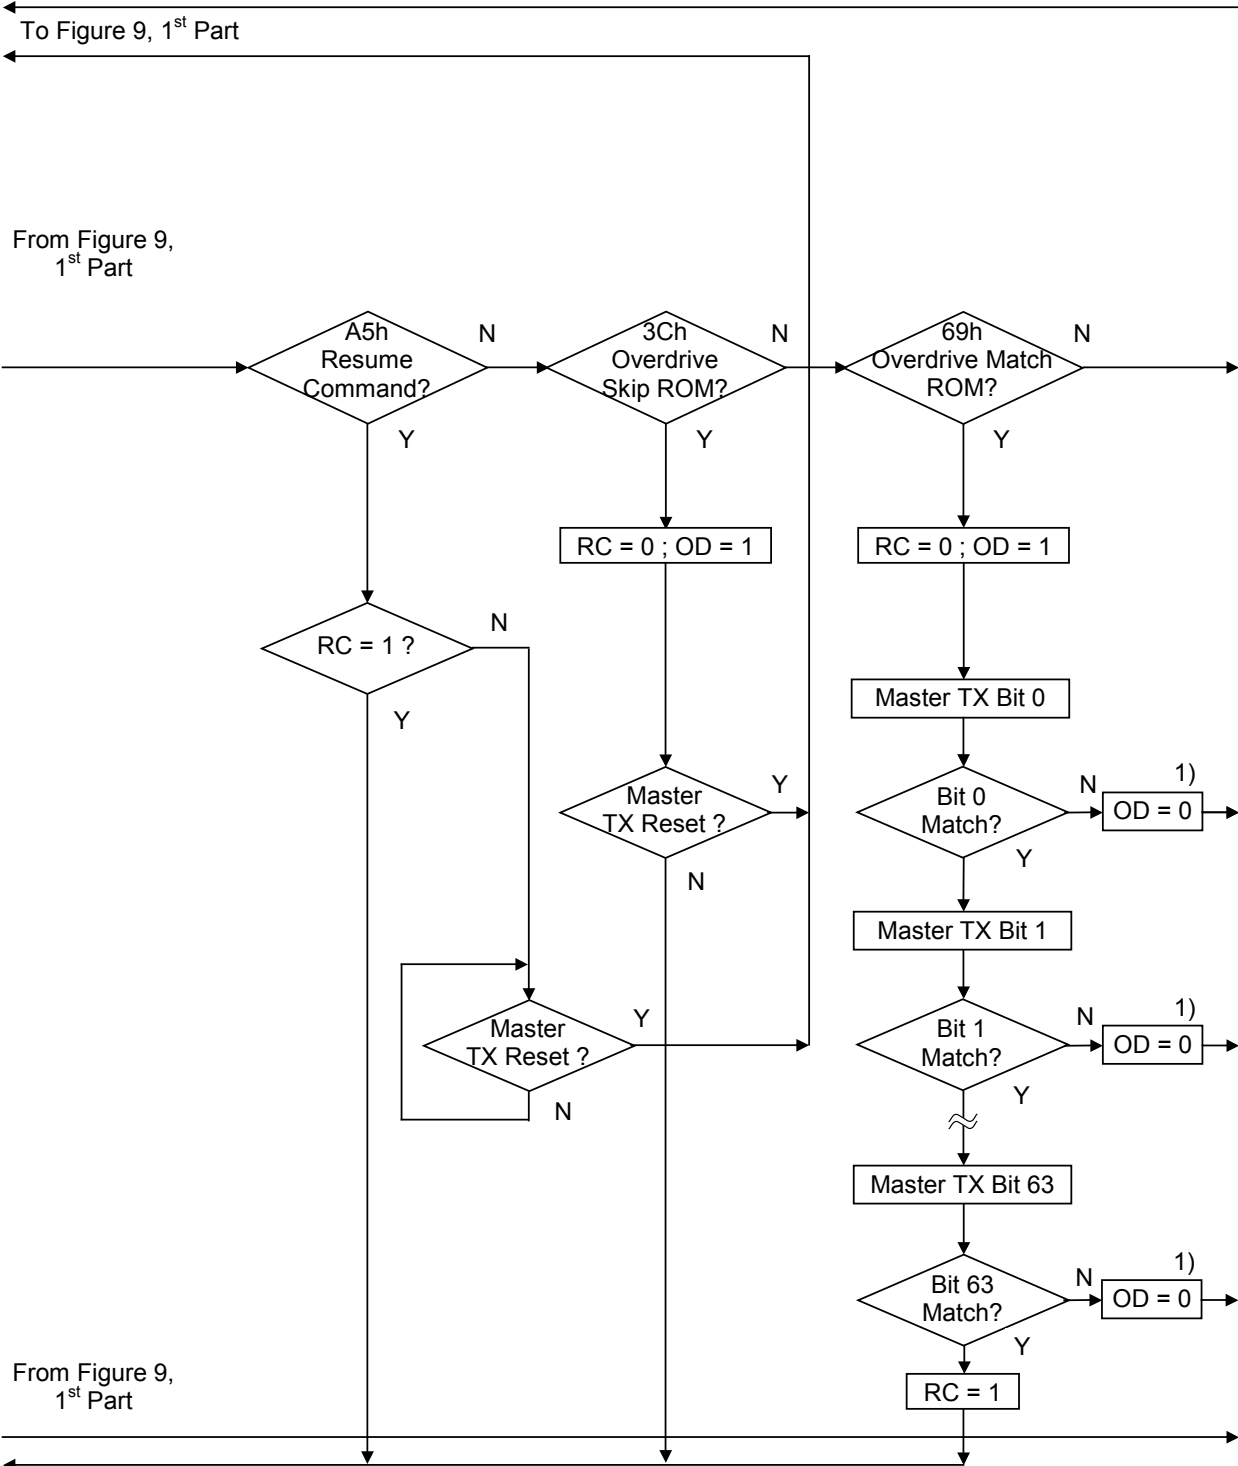 To Figure 9, 1st Part
From Figure 9,
1st Part
A5h
Resume
Command?
N
Y
3Ch
Overdrive
Skip ROM?
N
Y
69h
Overdrive Match
ROM?
N
Y
RC = 0 ; OD = 1
RC = 0 ; OD = 1
RC = 1 ?
N
Y
Master TX Bit 0
Master
TX Reset ?
Y
N
Bit 0
Match?
N
Y
1)
OD = 0
Master TX Bit 1
Master
TX Reset ?
Y
N
Bit 1
Match?
N
Y
1)
OD = 0
Master TX Bit 63
Bit 63
Match?
N
Y
1)
OD = 0
RC = 1
From Figure 9,
1st Part